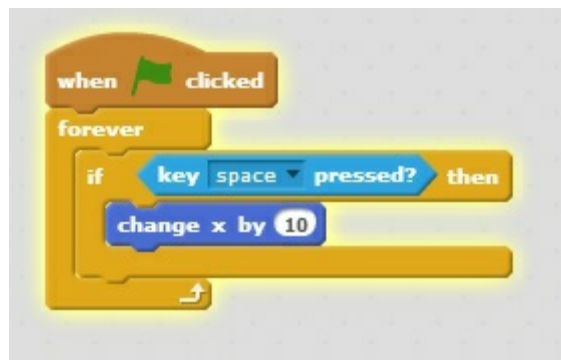 when clicked
forever
if key space pressed? then
change x by 10